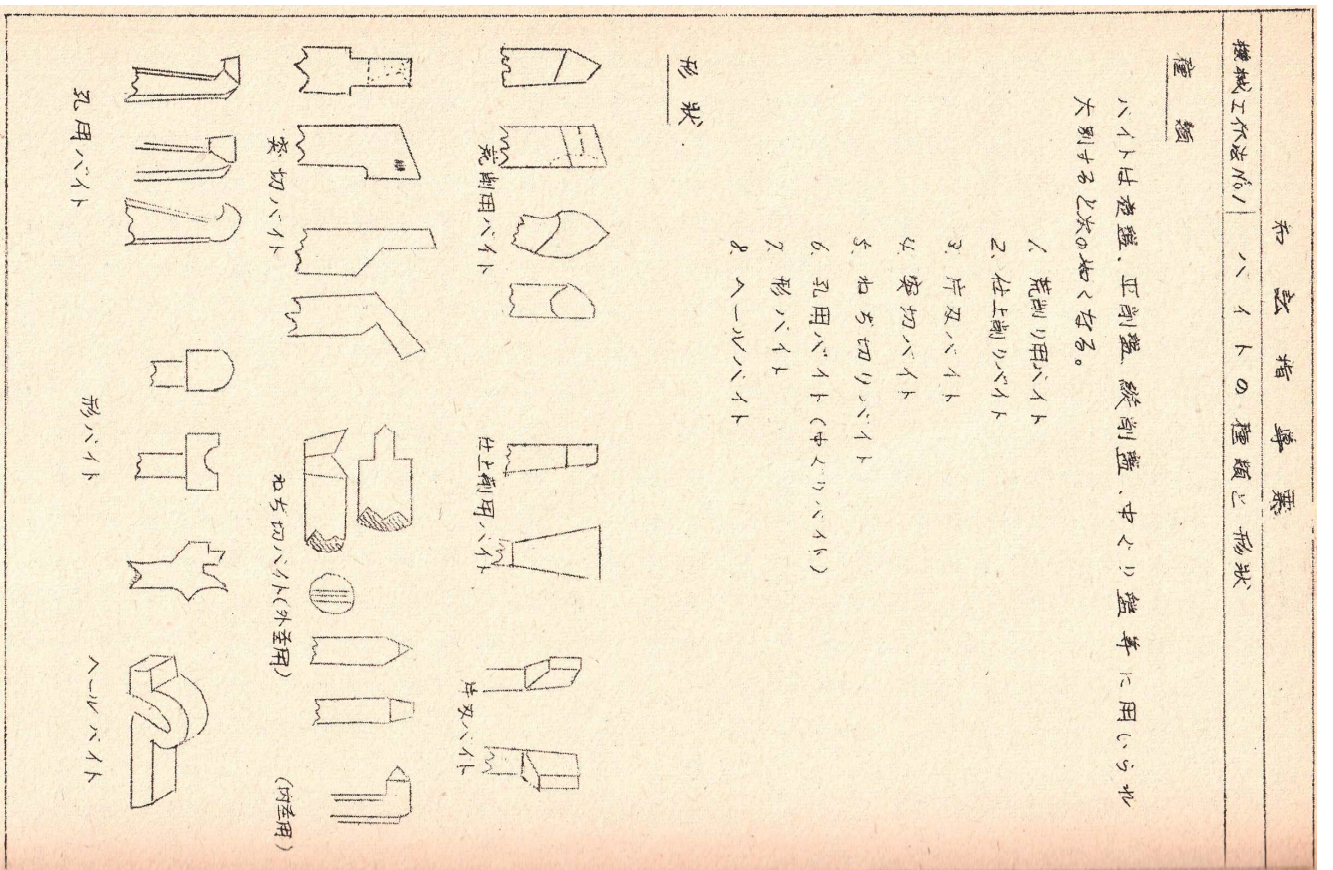 指導票
機械工作法 No.1 バイトの種類と形状
種類
バイトは旋盤、平削盤、縦削盤、中ぐり盤等に用いられ
大別すると次の如くなる。
1. 荒削り用バイト
2. 仕上削りバイト
3. 片刃バイト
4. 突切バイト
5. ねぢ切りバイト
6. 孔用バイト(中ぐりバイト)
7. 形バイト
8. ヘールバイト
形状
荒削用バイト
仕上削用バイト
片刃バイト
突切バイト
ねぢ切バイト(外径用)
(内径用)
孔用バイト
形バイト
ヘールバイト